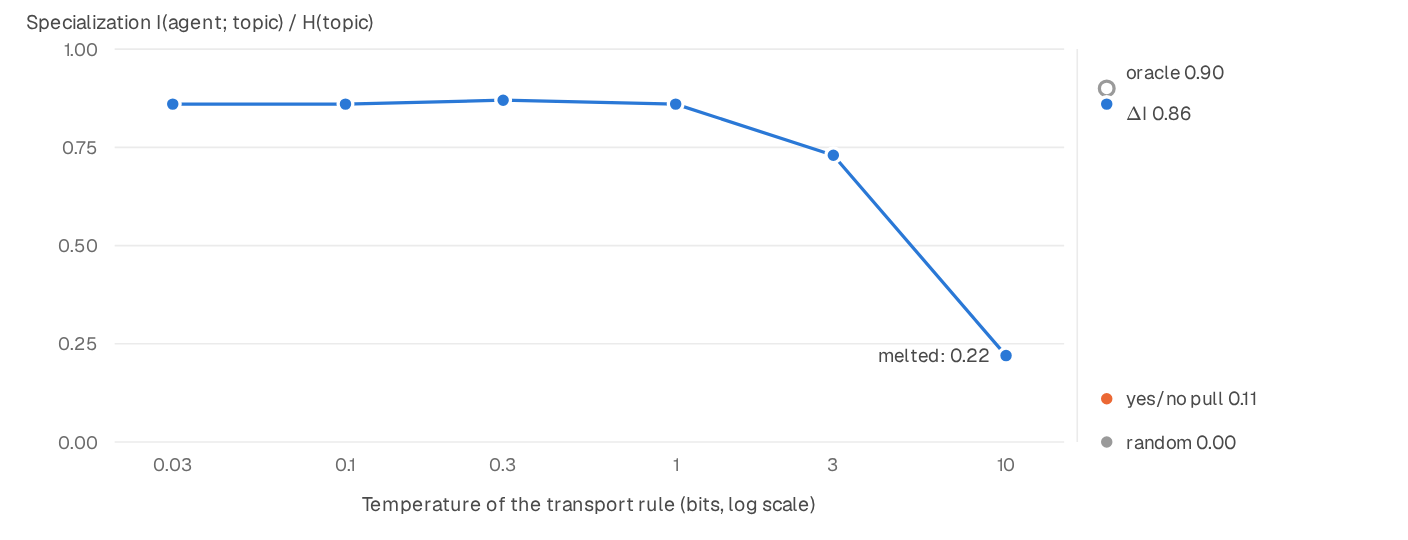 Specialization I(agent; topic) / H(topic)
1.00
oracle 0.90
ΔI 0.86
0.75
0.50
0.25
melted: 0.22
yes/no pull 0.11
0.00
random 0.00
0.03 0.1 0.3 1 3 10
Temperature of the transport rule (bits, log scale)